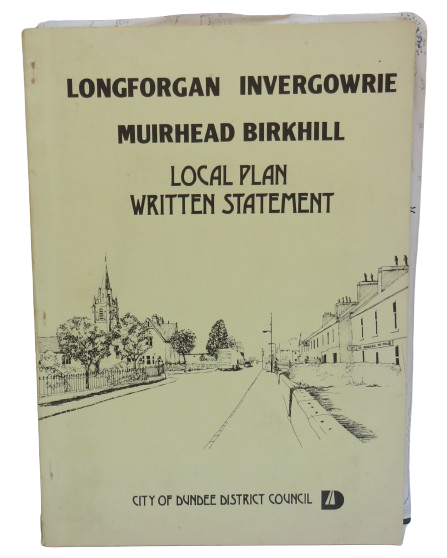 LONGFORGAN INVERGOWRIE
MUIRHEAD BIRKHILL
LOCAL PLAN
WRITTEN STATEMENT
CITY OF DUNDEE DISTRICT COUNCIL D